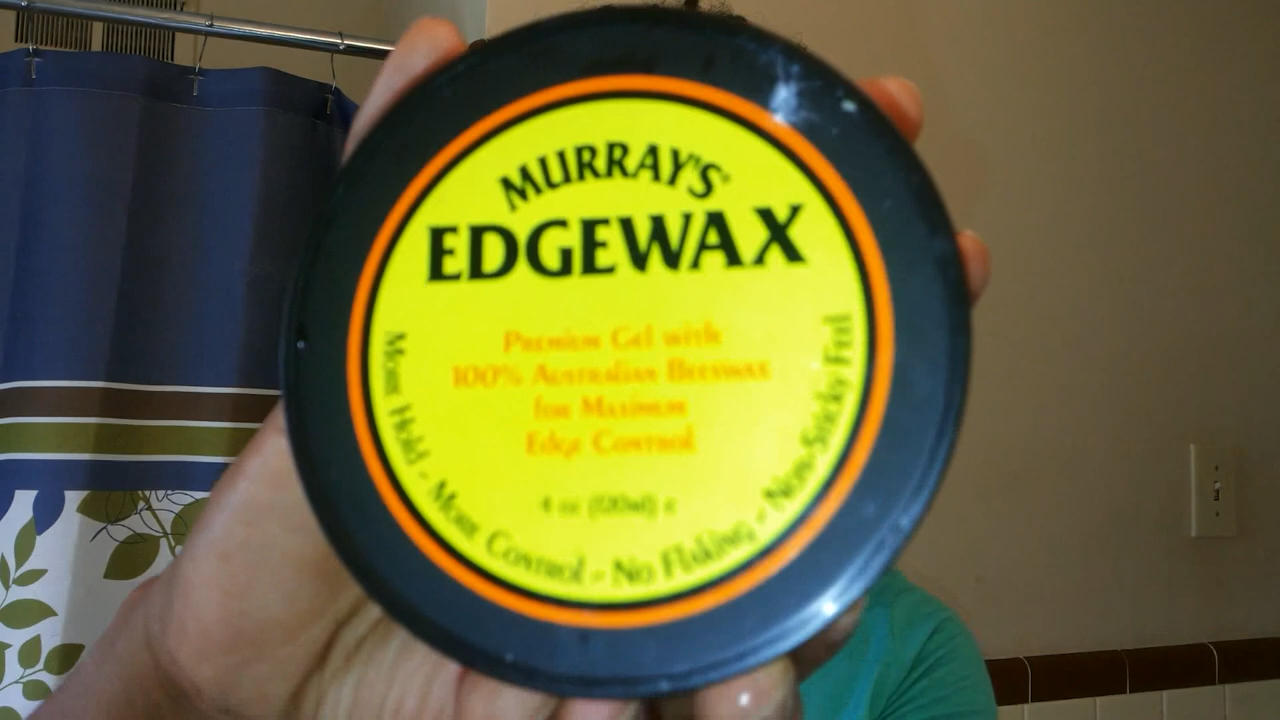 MURRAY'S
EDGEWAX
Premium Gel with
100% Australian Beeswax
for Maximum
Edge Control
4 oz (120ml) e
More Hold - More Control - No Flaking - Non-Sticky Feel